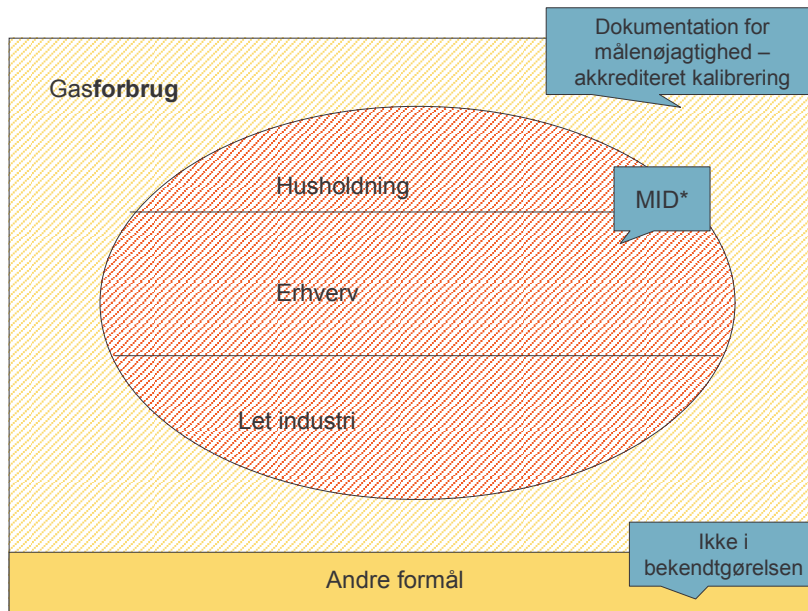 Dokumentation for
målenøjagtighed –
akkrediteret kalibrering
Gasforbrug
Husholdning
MID*
Erhverv
Let industri
Ikke i
bekendtgørelsen
Andre formål